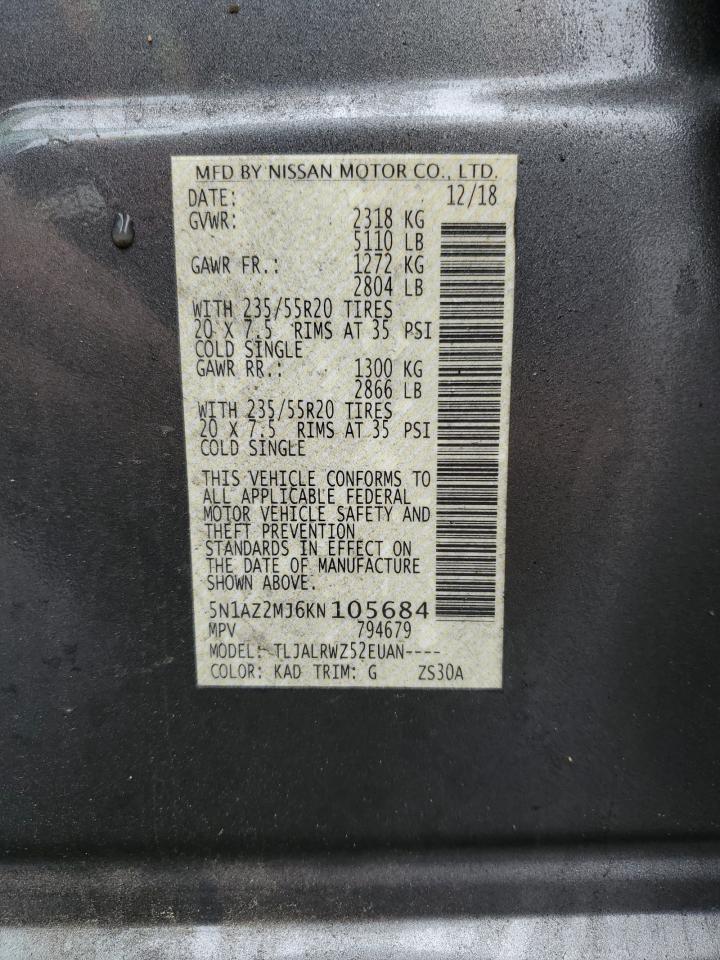 MFD BY NISSAN MOTOR CO., LTD.
DATE: 12/18
GVWR: 2318 KG
5110 LB
GAWR FR.: 1272 KG
2804 LB
WITH 235/55R20 TIRES
20 X 7.5 RIMS AT 35 PSI
COLD SINGLE
GAWR RR.: 1300 KG
2866 LB
WITH 235/55R20 TIRES
20 X 7.5 RIMS AT 35 PSI
COLD SINGLE
THIS VEHICLE CONFORMS TO
ALL APPLICABLE FEDERAL
MOTOR VEHICLE SAFETY AND
THEFT PREVENTION
STANDARDS IN EFFECT ON
THE DATE OF MANUFACTURE
SHOWN ABOVE.
5N1AZ2MJ6KN105684
MPV 794679
MODEL: TLJALRWZ52EUAN----
COLOR: KAD TRIM: G ZS30A